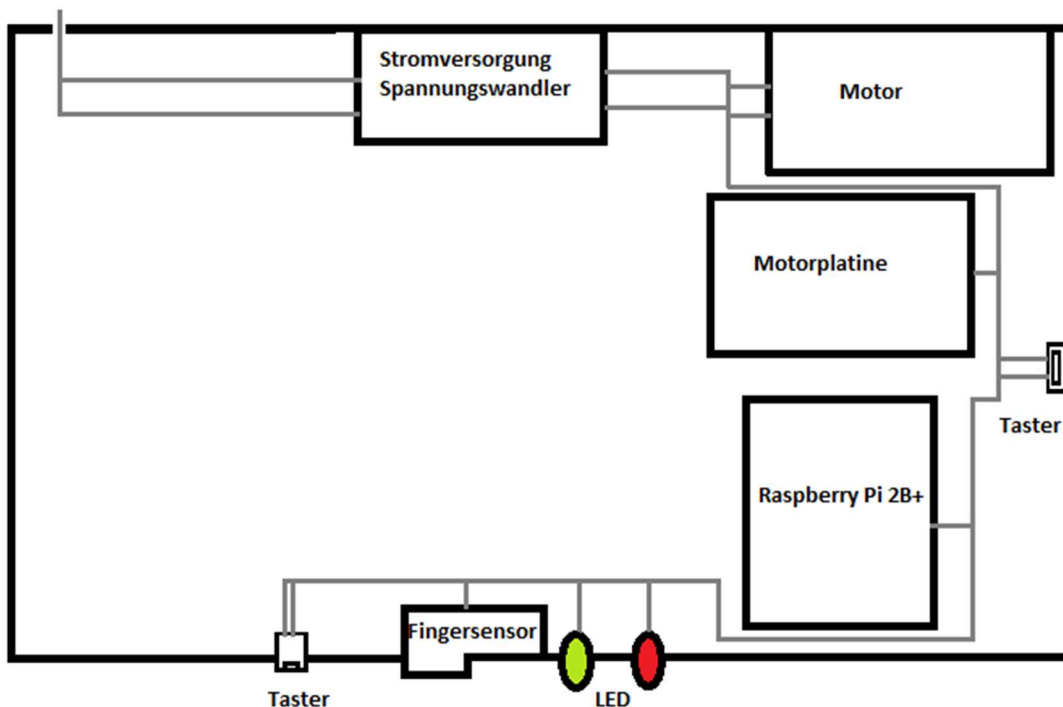 Stromversorgung
Spannungswandler
Motor
Motorplatine
Taster
Raspberry Pi 2B+
Fingersensor
Taster
LED